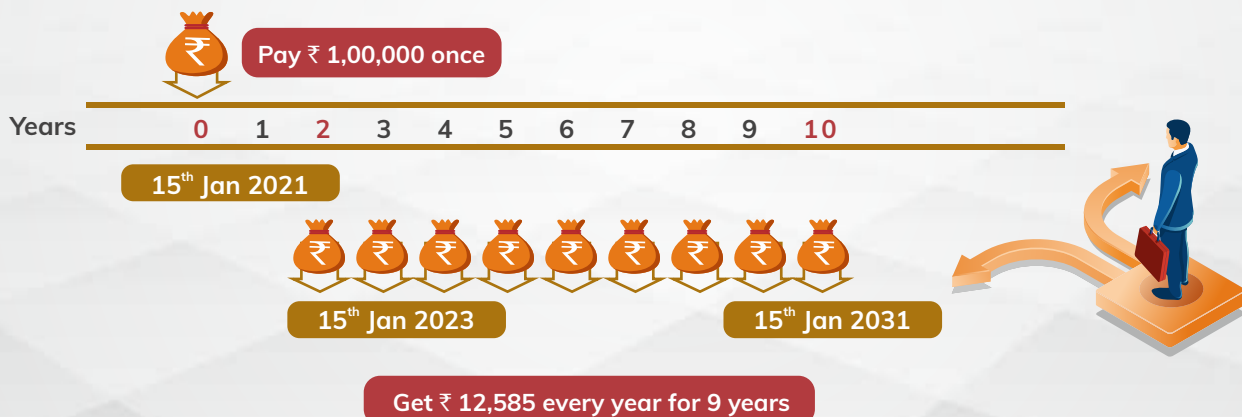 Pay ₹ 1,00,000 once
Years 0 1 2 3 4 5 6 7 8 9 10
15th Jan 2021
₹ ₹ ₹ ₹ ₹ ₹ ₹ ₹ ₹
15th Jan 2023 15th Jan 2031
Get ₹ 12,585 every year for 9 years